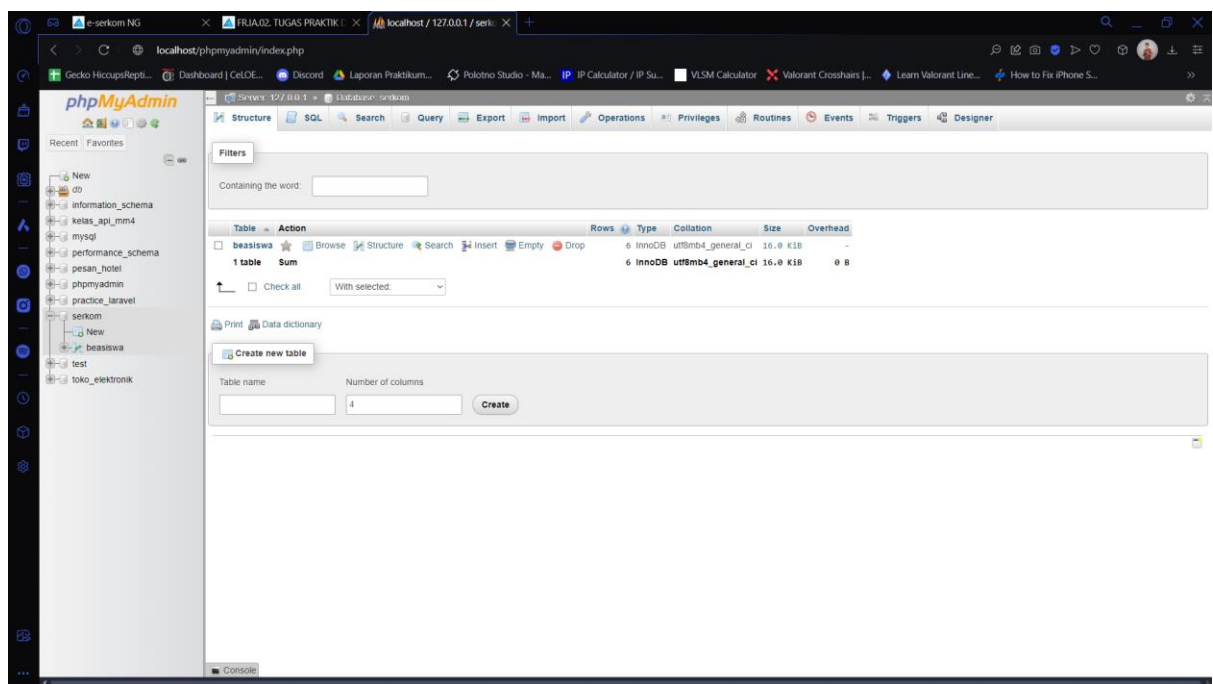 e-serkom NG
FR.IA.02. TUGAS PRAKTIK D
localhost / 127.0.0.1 / serk
localhost/phpmyadmin/index.php
Gecko HiccupsRepti... Dashboard | CeLOE... Discord Laporan Praktikum... Polotno Studio - Ma... IP Calculator / IP Su... VLSM Calculator Valorant Crosshairs |... Learn Valorant Line... How to Fix iPhone S...
phpMyAdmin
Recent Favorites
New
db
information_schema
kelas_api_mm4
mysql
performance_schema
pesan_hotel
phpmyadmin
practice_laravel
serkom
New
beasiswa
test
toko_elektronik
Server: 127.0.0.1 » Database: serkom
Structure SQL Search Query Export Import Operations Privileges Routines Events Triggers Designer
Filters
Containing the word:
Table Action Rows Type Collation Size Overhead
beasiswa Browse Structure Search Insert Empty Drop 6 InnoDB utf8mb4_general_ci 16.0 KiB -
1 table Sum 6 InnoDB utf8mb4_general_ci 16.0 KiB 0 B
Check all With selected:
Print Data dictionary
Create new table
Table name Number of columns
4 Create
Console